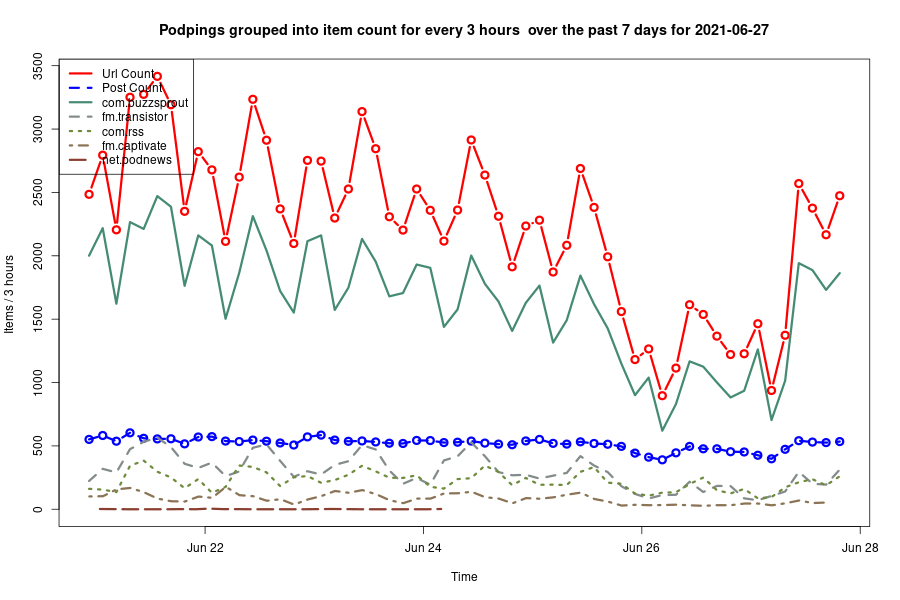 Podpings grouped into item count for every 3 hours over the past 7 days for 2021-06-27
Url Count
Post Count
com.buzzsprout
fm.transistor
com.rss
fm.captivate
net.podnews
3500
3000
2500
2000
1500
1000
500
0
Items / 3 hours
Jun 22
Jun 24
Jun 26
Jun 28
Time